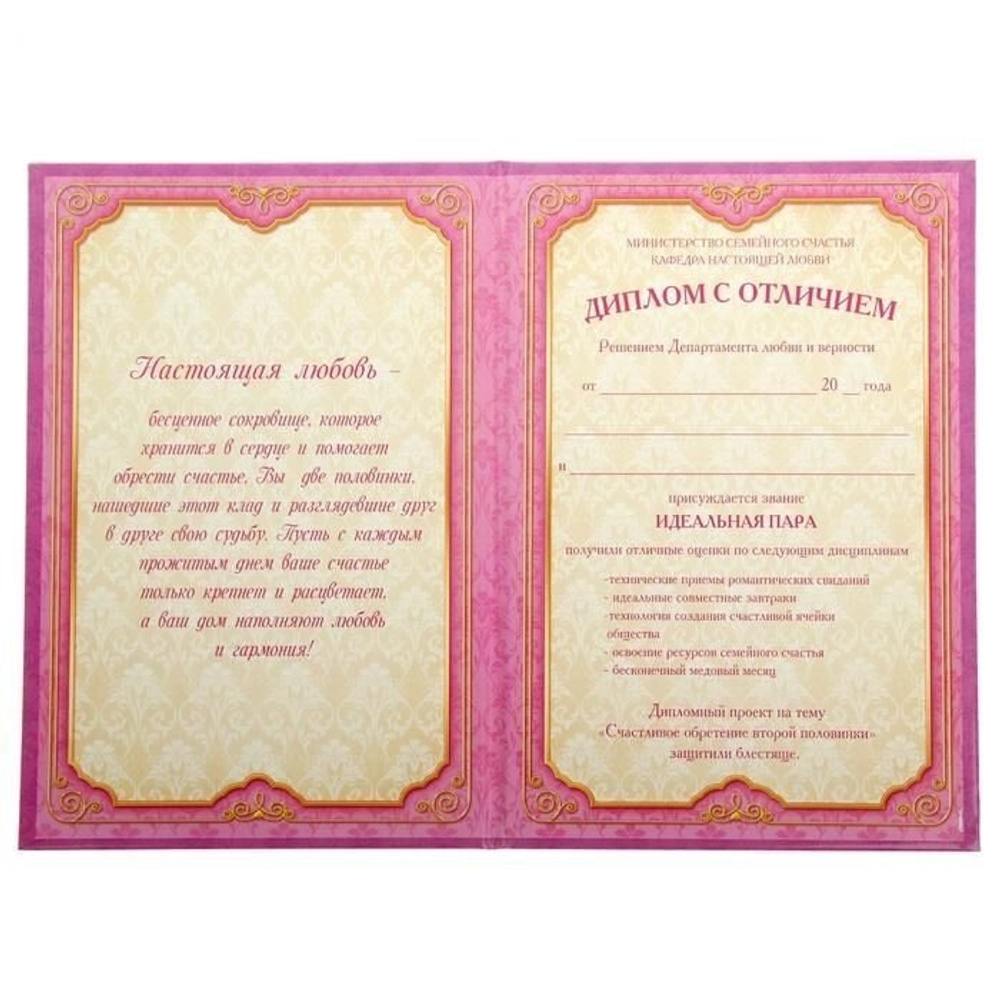 Настоящая любовь –
бесценное сокровище, которое
хранится в сердце и помогает
обрести счастье. Вы две половинки,
нашедшие этот клад и разглядевшие друг
в друге свою судьбу. Пусть с каждым
прожитым днем ваше счастье
только крепнет и расцветает,
а ваш дом наполняют любовь
и гармония!
МИНИСТЕРСТВО СЕМЕЙНОГО СЧАСТЬЯ
КАФЕДРА НАСТОЯЩЕЙ ЛЮБВИ
ДИПЛОМ С ОТЛИЧИЕМ
Решением Департамента любви и верности
от ____ 20 __ года
и ____
присуждается звание
ИДЕАЛЬНАЯ ПАРА
получили отличные оценки по следующим дисциплинам
-технические приемы романтических свиданий
- идеальные совместные завтраки
-технология создания счастливой ячейки
общества
- освоение ресурсов семейного счастья
- бесконечный медовый месяц
Дипломный проект на тему
«Счастливое обретение второй половинки»
защитили блестяще.